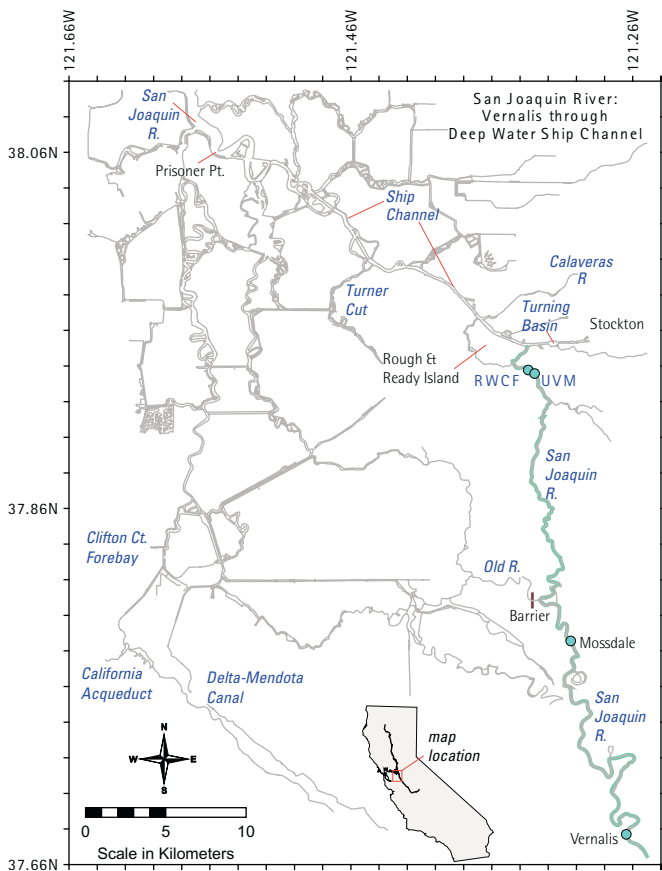 121.66W
121.46W
121.26W
San Joaquin River:
Vernalis through
Deep Water Ship Channel
San
Joaquin
R.
38.06N
Prisoner Pt.
Ship
Channel
Calaveras
R
Turner
Cut
Turning
Basin
Stockton
Rough &
Ready Island
RWCF
UVM
San
Joaquin
R.
37.86N
Clifton Ct.
Forebay
Old R.
Barrier
Mossdale
California
Acqueduct
Delta-Mendota
Canal
San
Joaquin
R.
map
location
N
W
E
S
0
5
10
Scale in Kilometers
Vernalis
37.66N